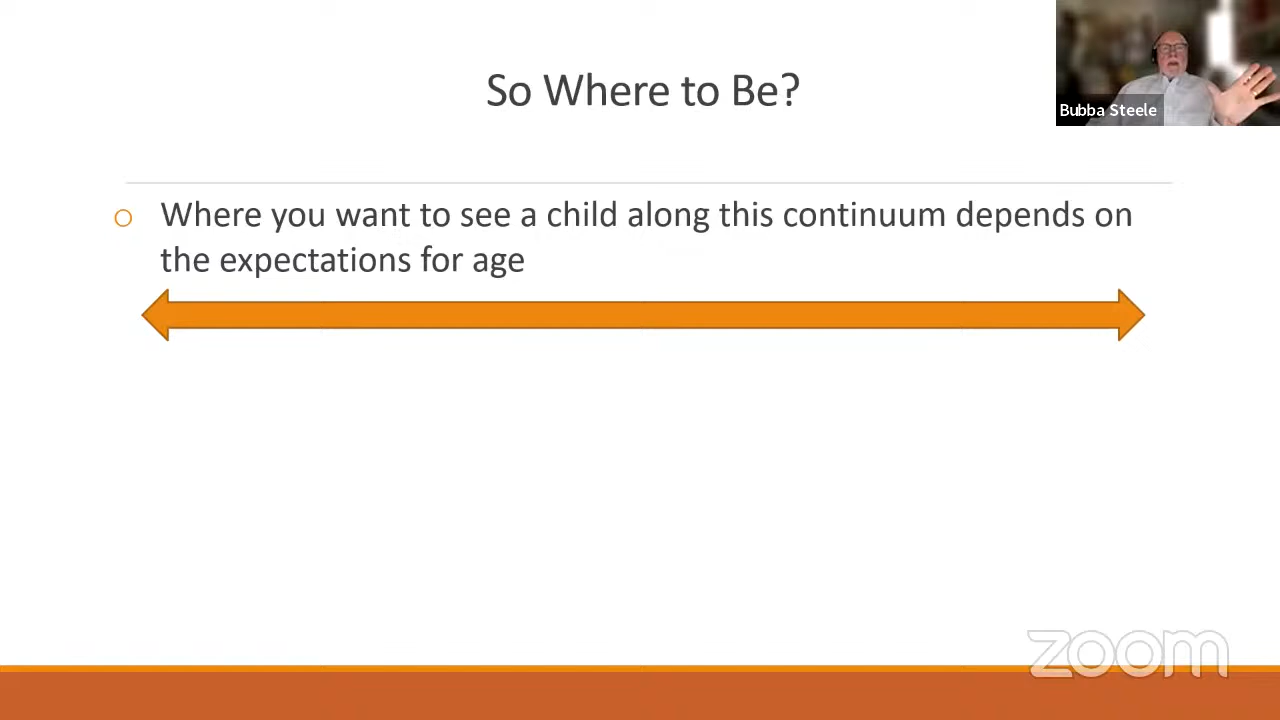 So Where to Be?
Bubba Steele
Where you want to see a child along this continuum depends on
the expectations for age
zoom